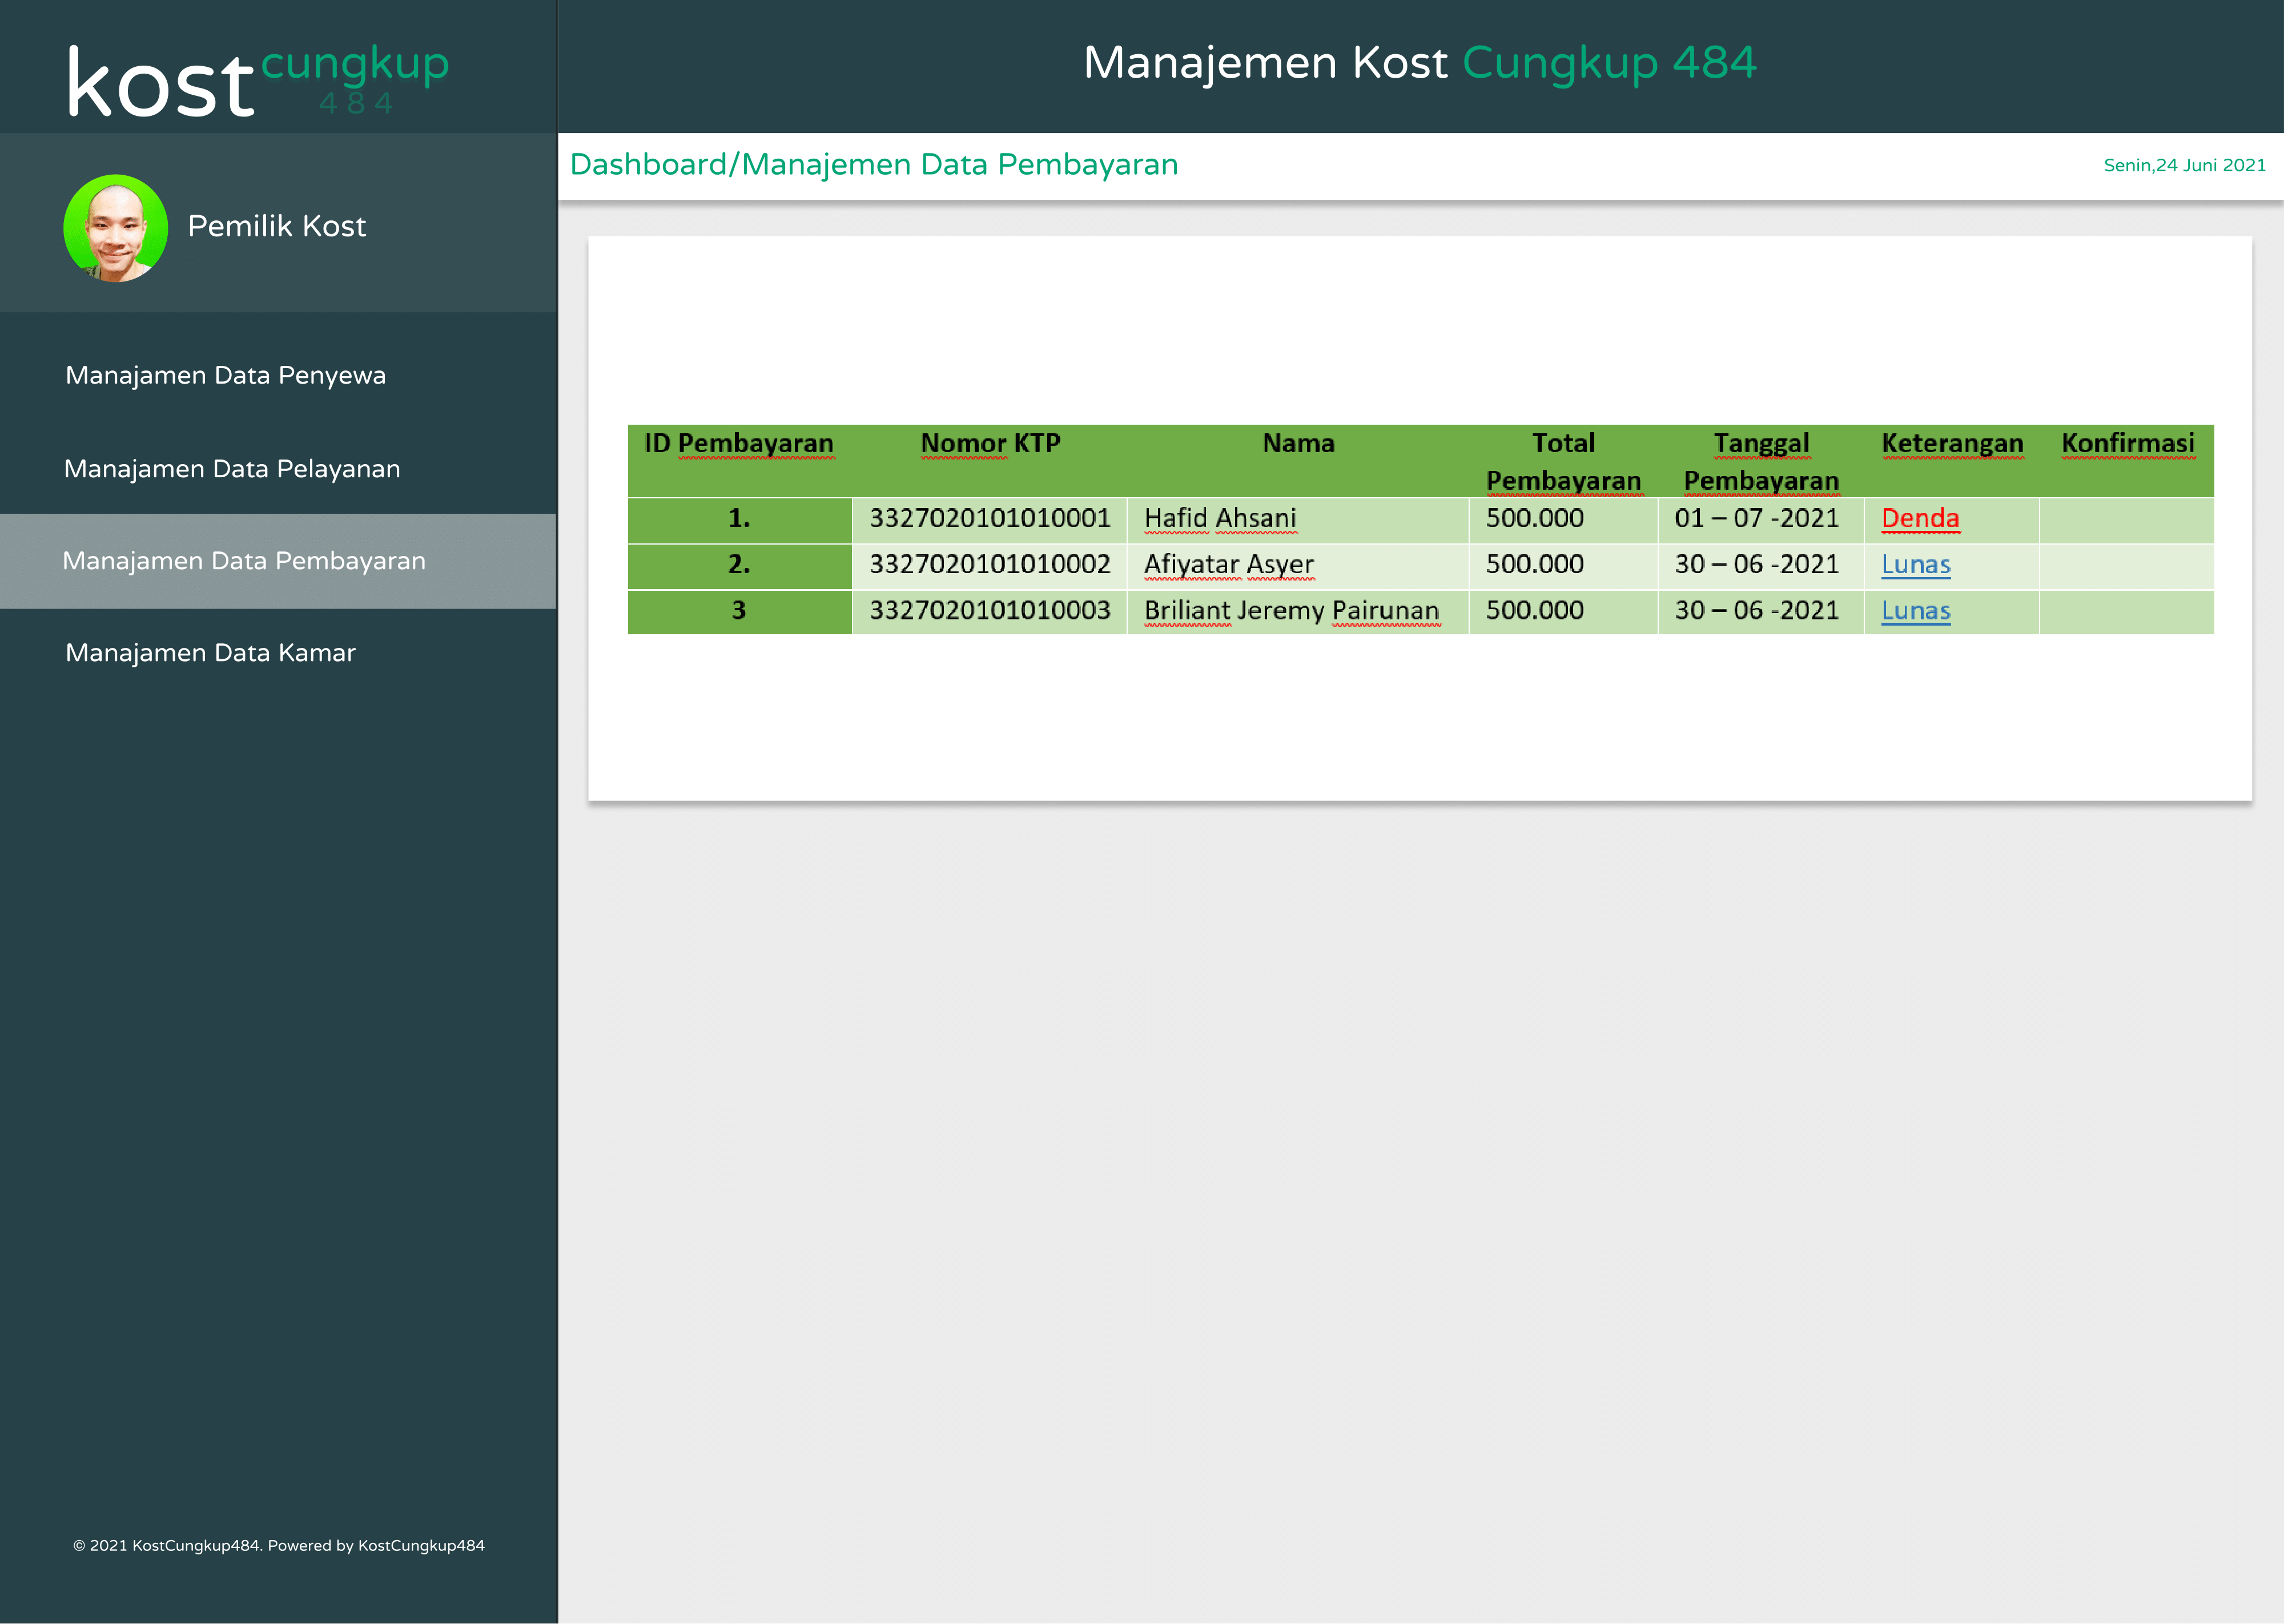 kost cungkup
484
Manajemen Kost Cungkup 484
Dashboard/Manajemen Data Pembayaran
Senin,24 Juni 2021
Pemilik Kost
Manajamen Data Penyewa
Manajamen Data Pelayanan
Manajamen Data Pembayaran
Manajamen Data Kamar
ID Pembayaran Nomor KTP Nama Total Pembayaran Tanggal Pembayaran Keterangan Konfirmasi
1. 3327020101010001 Hafid Ahsani 500.000 01 – 07 -2021 Denda
2. 3327020101010002 Afiyatar Asyer 500.000 30 – 06 -2021 Lunas
3 3327020101010003 Briliant Jeremy Pairunan 500.000 30 – 06 -2021 Lunas
© 2021 KostCungkup484. Powered by KostCungkup484